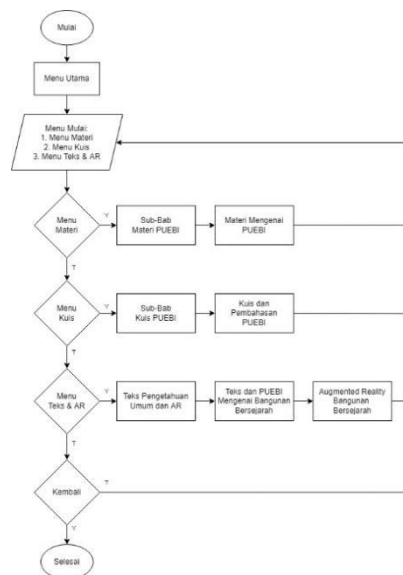 Mulai
Menu Utama
Menu Mulai:
1. Menu Materi
2. Menu Kuis
3. Menu Teks & AR
Menu
Materi
Y
Sub-Bab
Materi PUEBI
Materi Mengenai
PUEBI
T
Menu
Kuis
Y
Sub-Bab
Kuis PUEBI
Kuis dan
Pembahasan
PUEBI
T
Menu
Teks & AR
Y
Teks Pengetahuan
Umum dan AR
Teks dan PUEBI
Mengenai Bangunan
Bersejarah
Augmented Reality
Bangunan
Bersejarah
T
Kembali
T
Y
Selesai